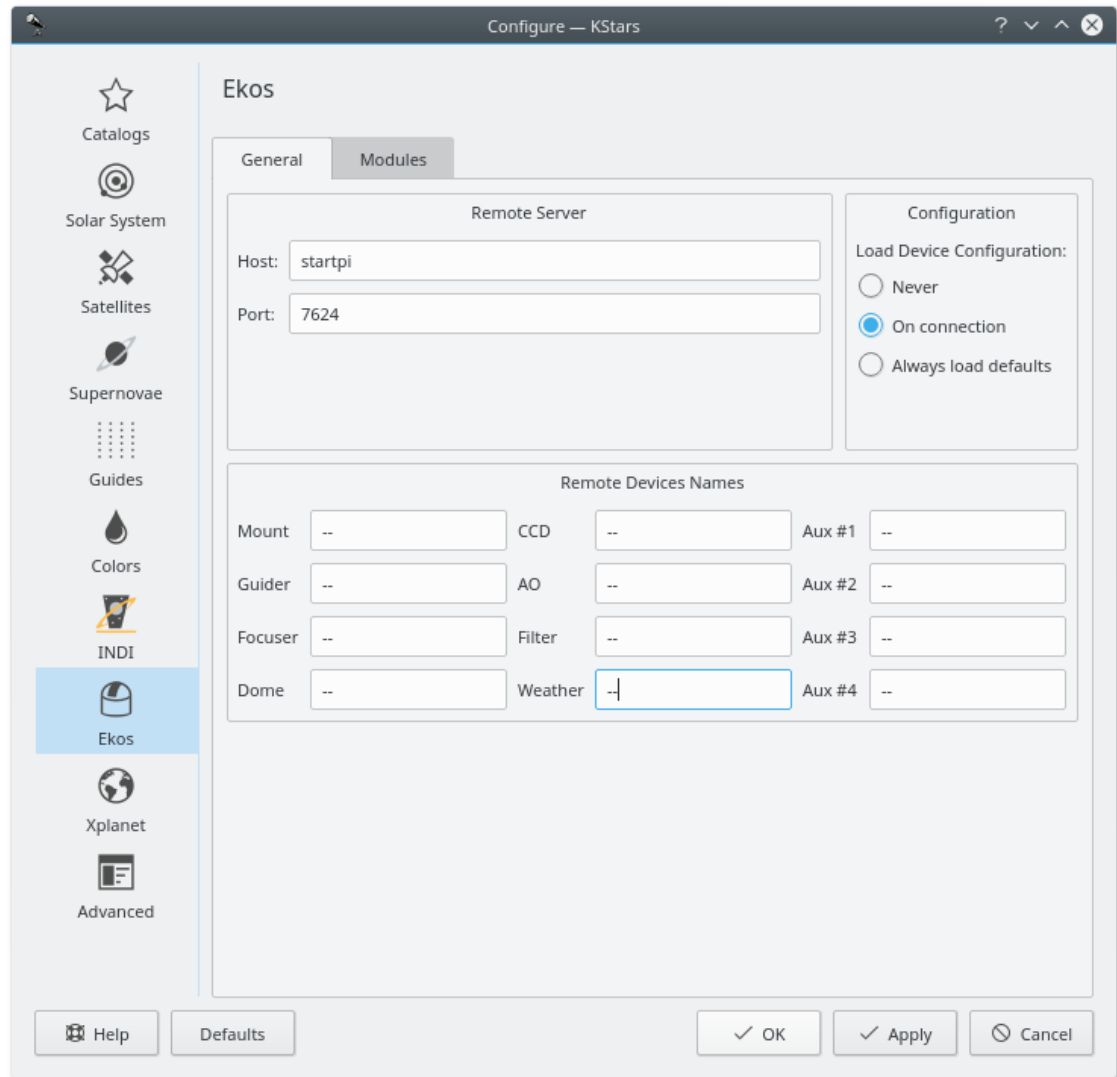 Configure — KStars
?
Catalogs
Solar System
Satellites
Supernovae
Guides
Colors
INDI
Ekos
Xplanet
Advanced
Ekos
General Modules
Remote Server
Host: startpi
Port: 7624
Configuration
Load Device Configuration:
Never
On connection
Always load defaults
Remote Devices Names
Mount -- CCD -- Aux #1 --
Guider -- AO -- Aux #2 --
Focuser -- Filter -- Aux #3 --
Dome -- Weather -- Aux #4 --
Help Defaults OK Apply Cancel